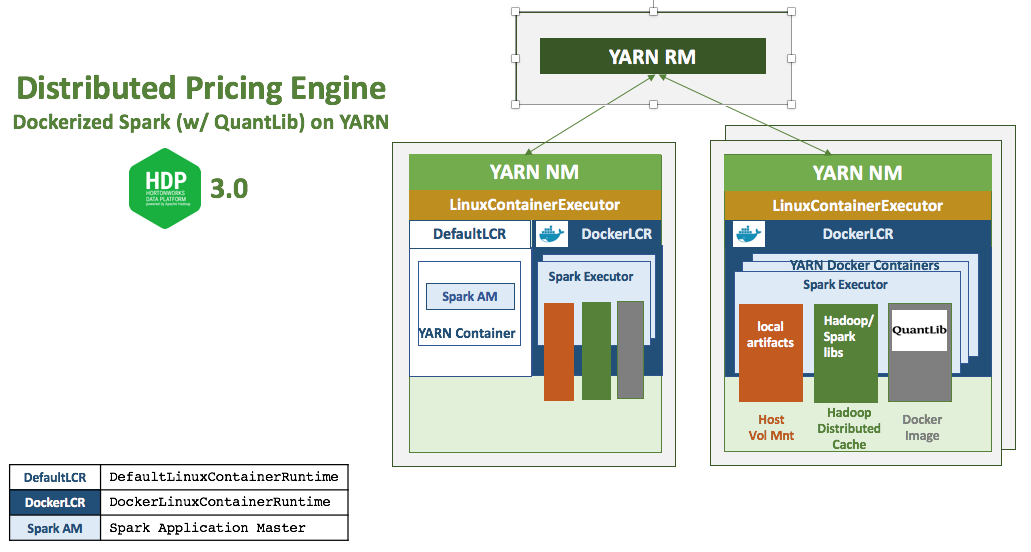 Distributed Pricing Engine
Dockerized Spark (w/ QuantLib) on YARN
HDP
HORTONWORKS
DATA PLATFORM
powered by Apache Hadoop
3.0
YARN RM
YARN NM
LinuxContainerExecutor
DefaultLCR
DockerLCR
Spark AM
YARN Container
Spark Executor
YARN NM
LinuxContainerExecutor
DockerLCR
YARN Docker Containers
Spark Executor
local
artifacts
Hadoop/
Spark
libs
QuantLib
Host
Vol Mnt
Hadoop
Distributed
Cache
Docker
Image
DefaultLCR DefaultLinuxContainerRuntime
DockerLCR DockerLinuxContainerRuntime
Spark AM Spark Application Master